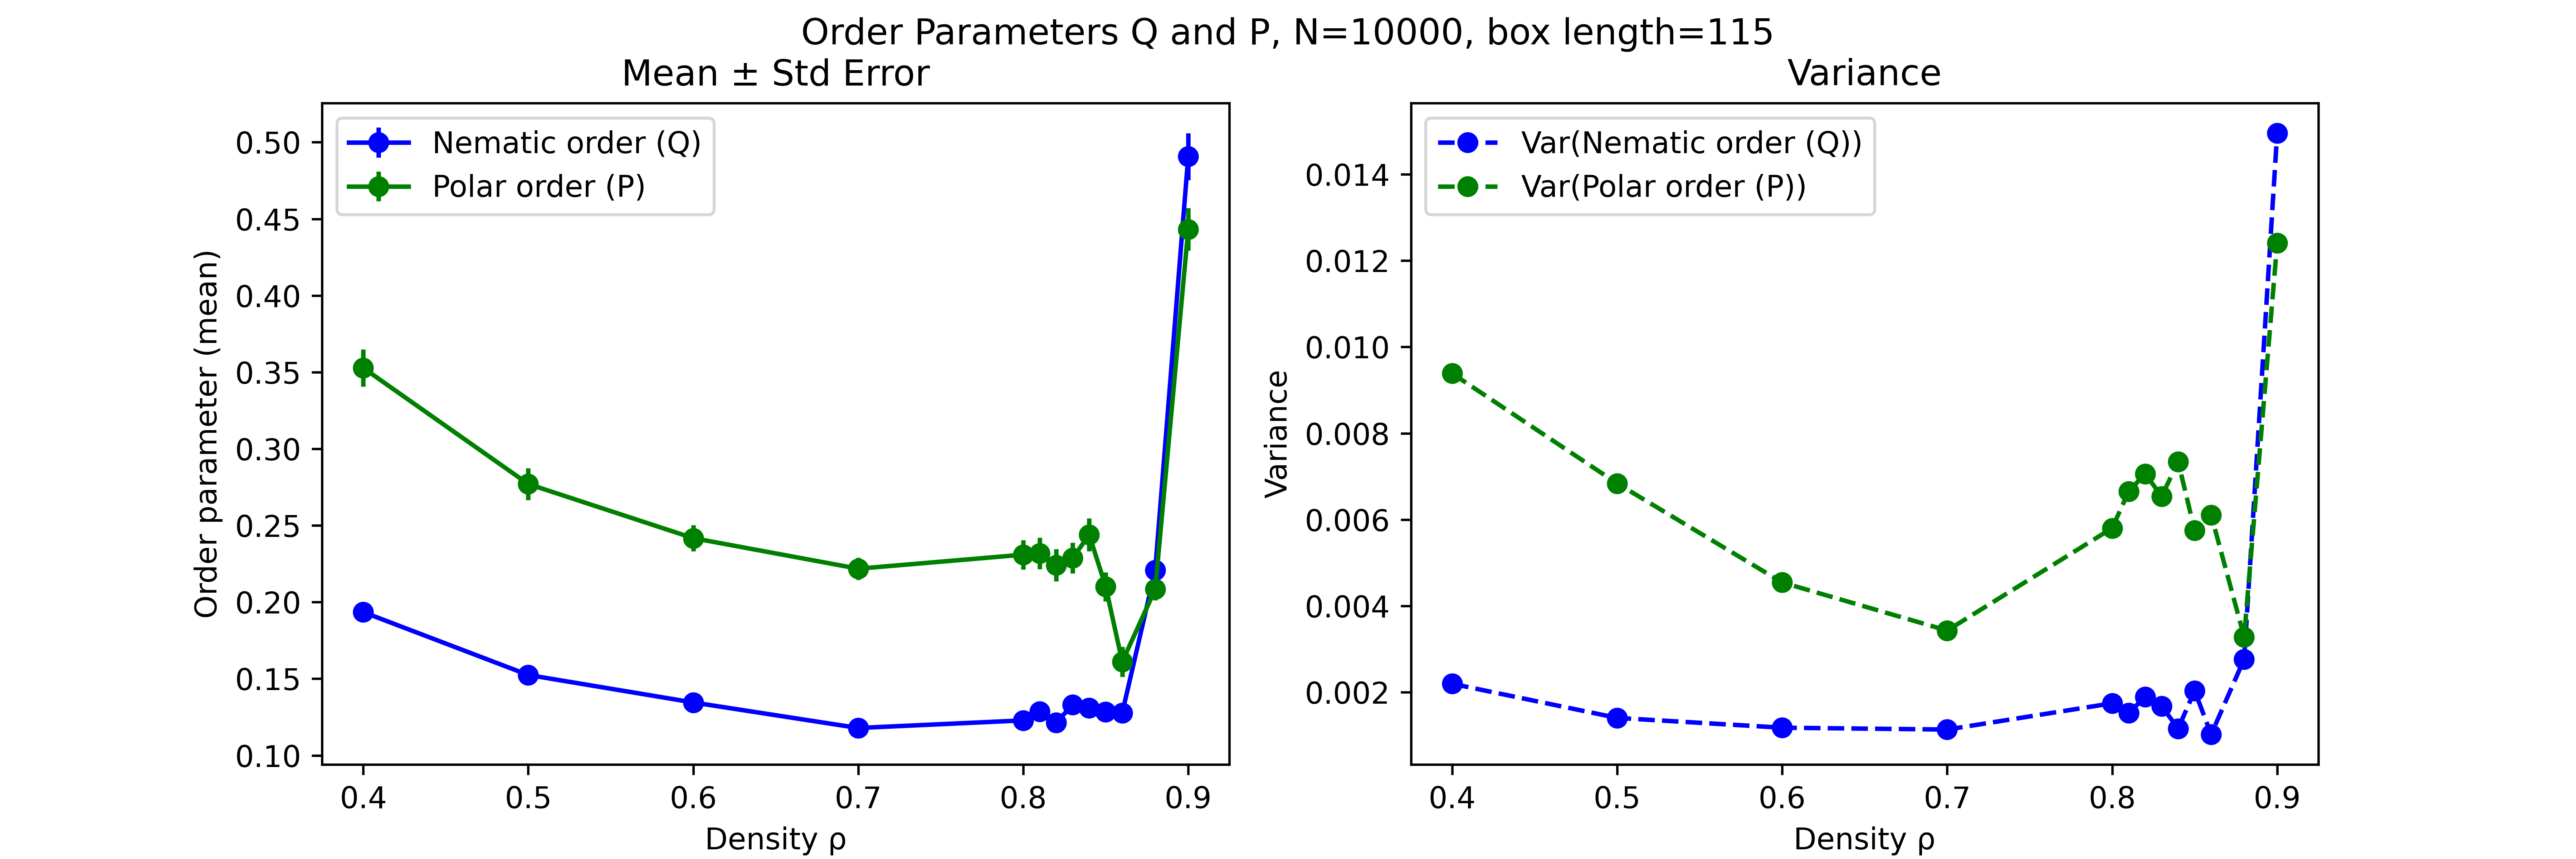 Order Parameters Q and P, N=10000, box length=115
Mean ± Std Error
Nematic order (Q)
Polar order (P)
Order parameter (mean)
0.50
0.45
0.40
0.35
0.30
0.25
0.20
0.15
0.10
0.4 0.5 0.6 0.7 0.8 0.9
Density ρ
Variance
Var(Nematic order (Q))
Var(Polar order (P))
Variance
0.014
0.012
0.010
0.008
0.006
0.004
0.002
0.4 0.5 0.6 0.7 0.8 0.9
Density ρ